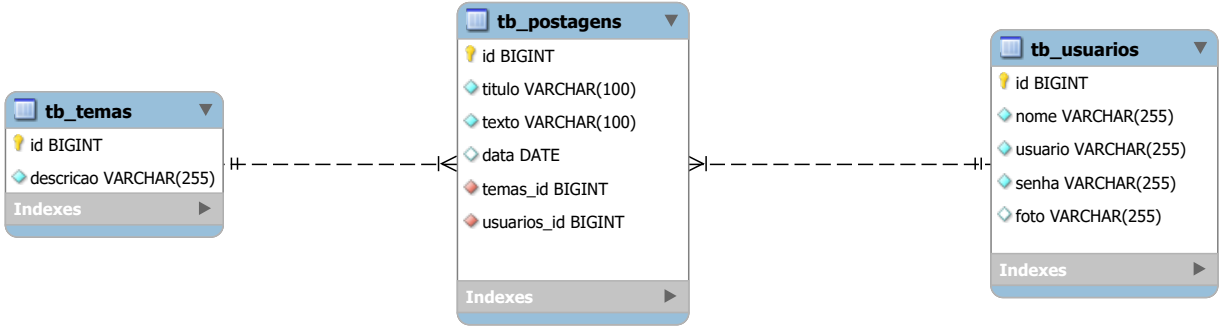 tb_temas
id BIGINT
descricao VARCHAR(255)
Indexes
tb_postagens
id BIGINT
titulo VARCHAR(100)
texto VARCHAR(100)
data DATE
temas_id BIGINT
usuarios_id BIGINT
Indexes
tb_usuarios
id BIGINT
nome VARCHAR(255)
usuario VARCHAR(255)
senha VARCHAR(255)
foto VARCHAR(255)
Indexes